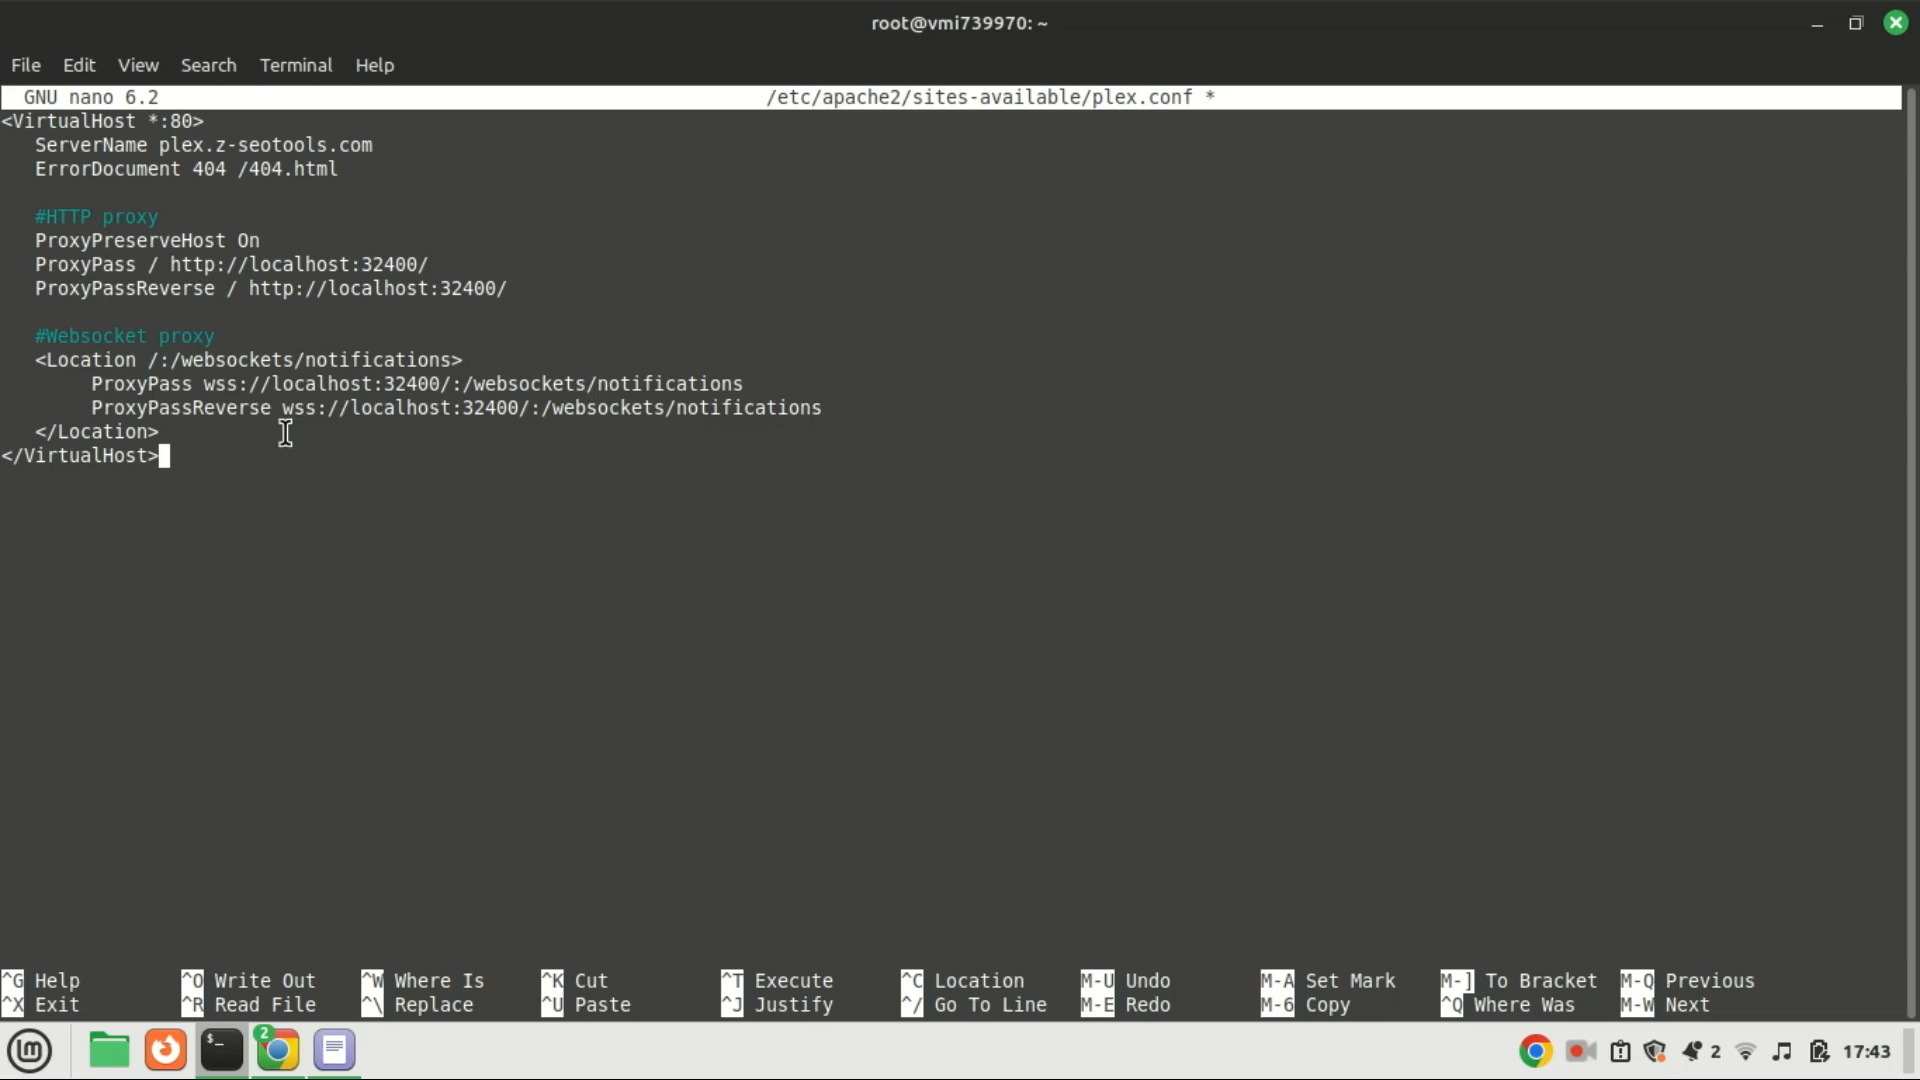 root@vmi739970: ~
File Edit View Search Terminal Help
GNU nano 6.2 /etc/apache2/sites-available/plex.conf *
<VirtualHost *:80>
   ServerName plex.z-seotools.com
   ErrorDocument 404 /404.html

   #HTTP proxy
   ProxyPreserveHost On
   ProxyPass / http://localhost:32400/
   ProxyPassReverse / http://localhost:32400/

   #Websocket proxy
   <Location /:/websockets/notifications>
        ProxyPass wss://localhost:32400/:/websockets/notifications
        ProxyPassReverse wss://localhost:32400/:/websockets/notifications
   </Location>
</VirtualHost>
^G Help ^O Write Out ^W Where Is ^K Cut ^T Execute ^C Location M-U Undo M-A Set Mark M-] To Bracket M-Q Previous
^X Exit ^R Read File ^\ Replace ^U Paste ^J Justify ^/ Go To Line M-E Redo M-6 Copy ^Q Where Was M-W Next
$_ 2 2 17:43